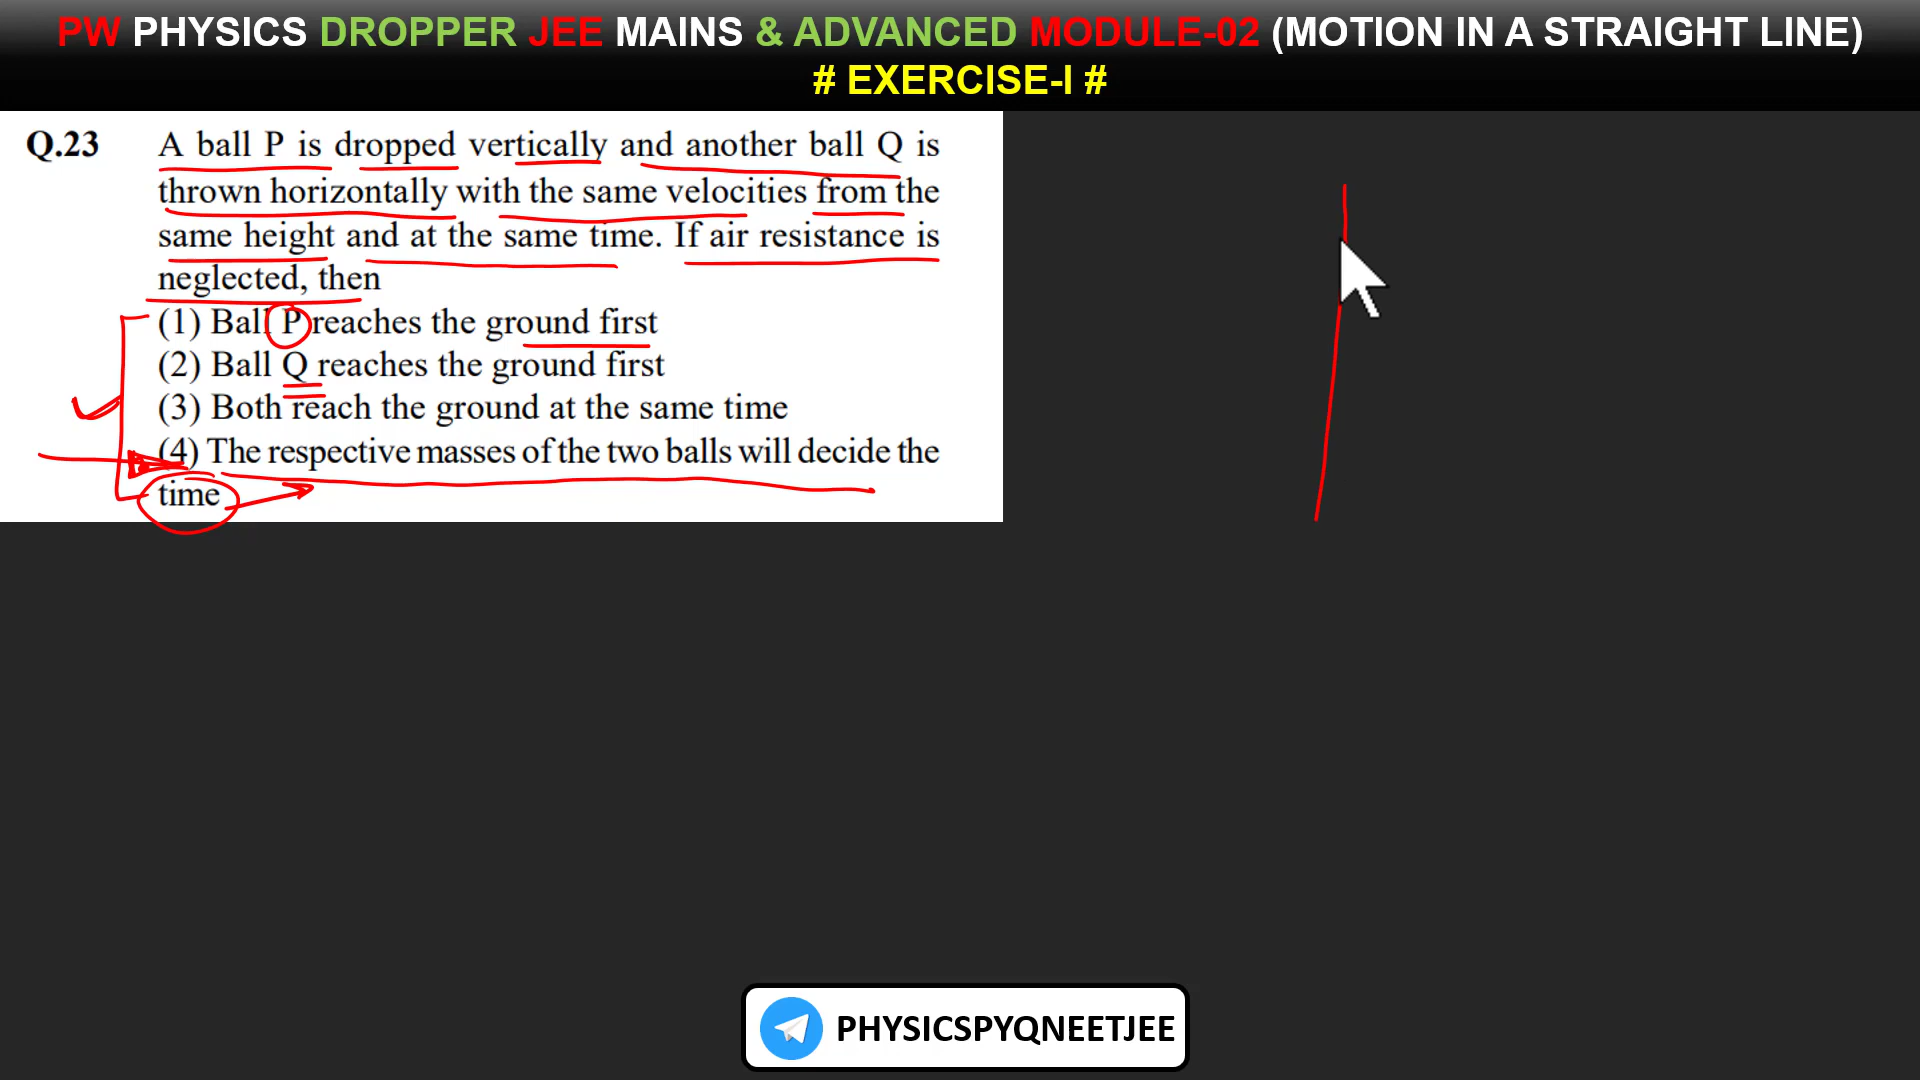 PW PHYSICS DROPPER JEE MAINS & ADVANCED MODULE-02 (MOTION IN A STRAIGHT LINE)
# EXERCISE-I #
Q.23 A ball P is dropped vertically and another ball Q is
thrown horizontally with the same velocities from the
same height and at the same time. If air resistance is
neglected, then
(1) Ball P reaches the ground first
(2) Ball Q reaches the ground first
(3) Both reach the ground at the same time
(4) The respective masses of the two balls will decide the
time
PHYSICSPYQNEETJEE